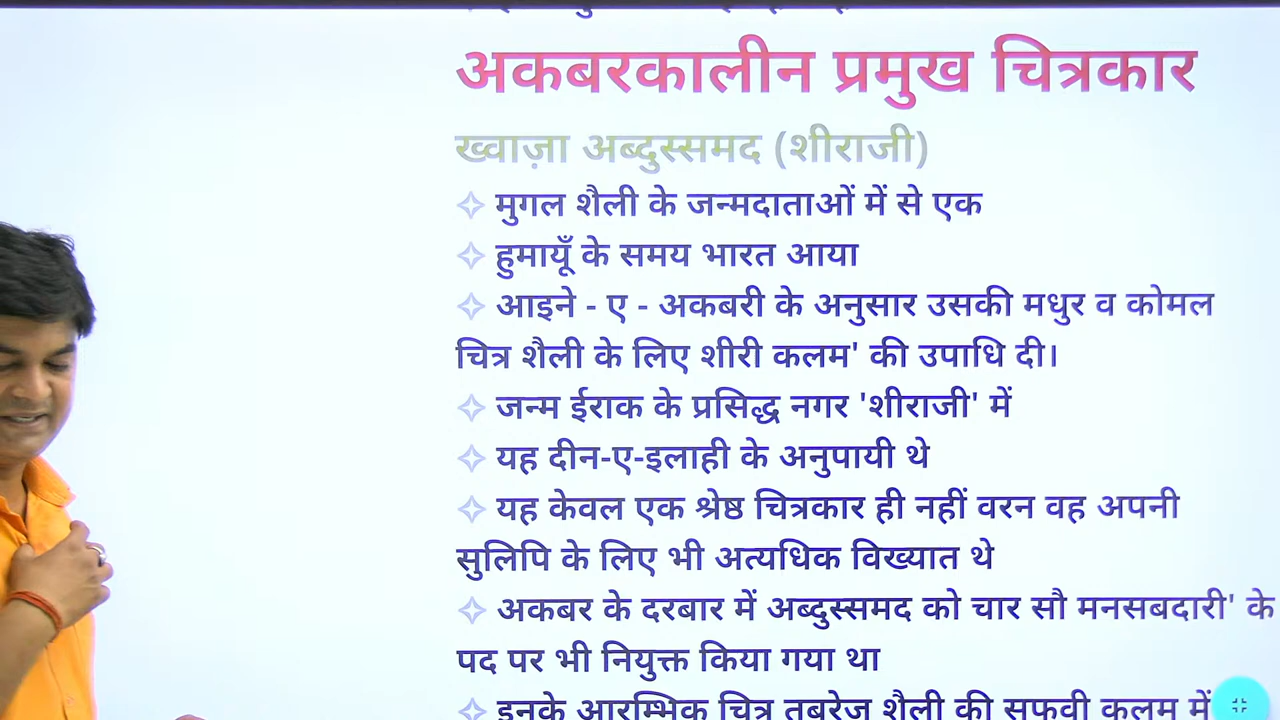 अकबरकालीन प्रमुख चित्रकार
ख्वाज़ा अब्दुस्समद (शीराजी)
✧ मुगल शैली के जन्मदाताओं में से एक
✧ हुमायूँ के समय भारत आया
✧ आइने - ए - अकबरी के अनुसार उसकी मधुर व कोमल
चित्र शैली के लिए शीरी कलम' की उपाधि दी।
✧ जन्म ईराक के प्रसिद्ध नगर 'शीराजी' में
✧ यह दीन-ए-इलाही के अनुपायी थे
✧ यह केवल एक श्रेष्ठ चित्रकार ही नहीं वरन वह अपनी
सुलिपि के लिए भी अत्यधिक विख्यात थे
✧ अकबर के दरबार में अब्दुस्समद को चार सौ मनसबदारी' के
पद पर भी नियुक्त किया गया था
✧ इनके आरम्भिक चित्र तबरेज शैली की सफवी कलम में